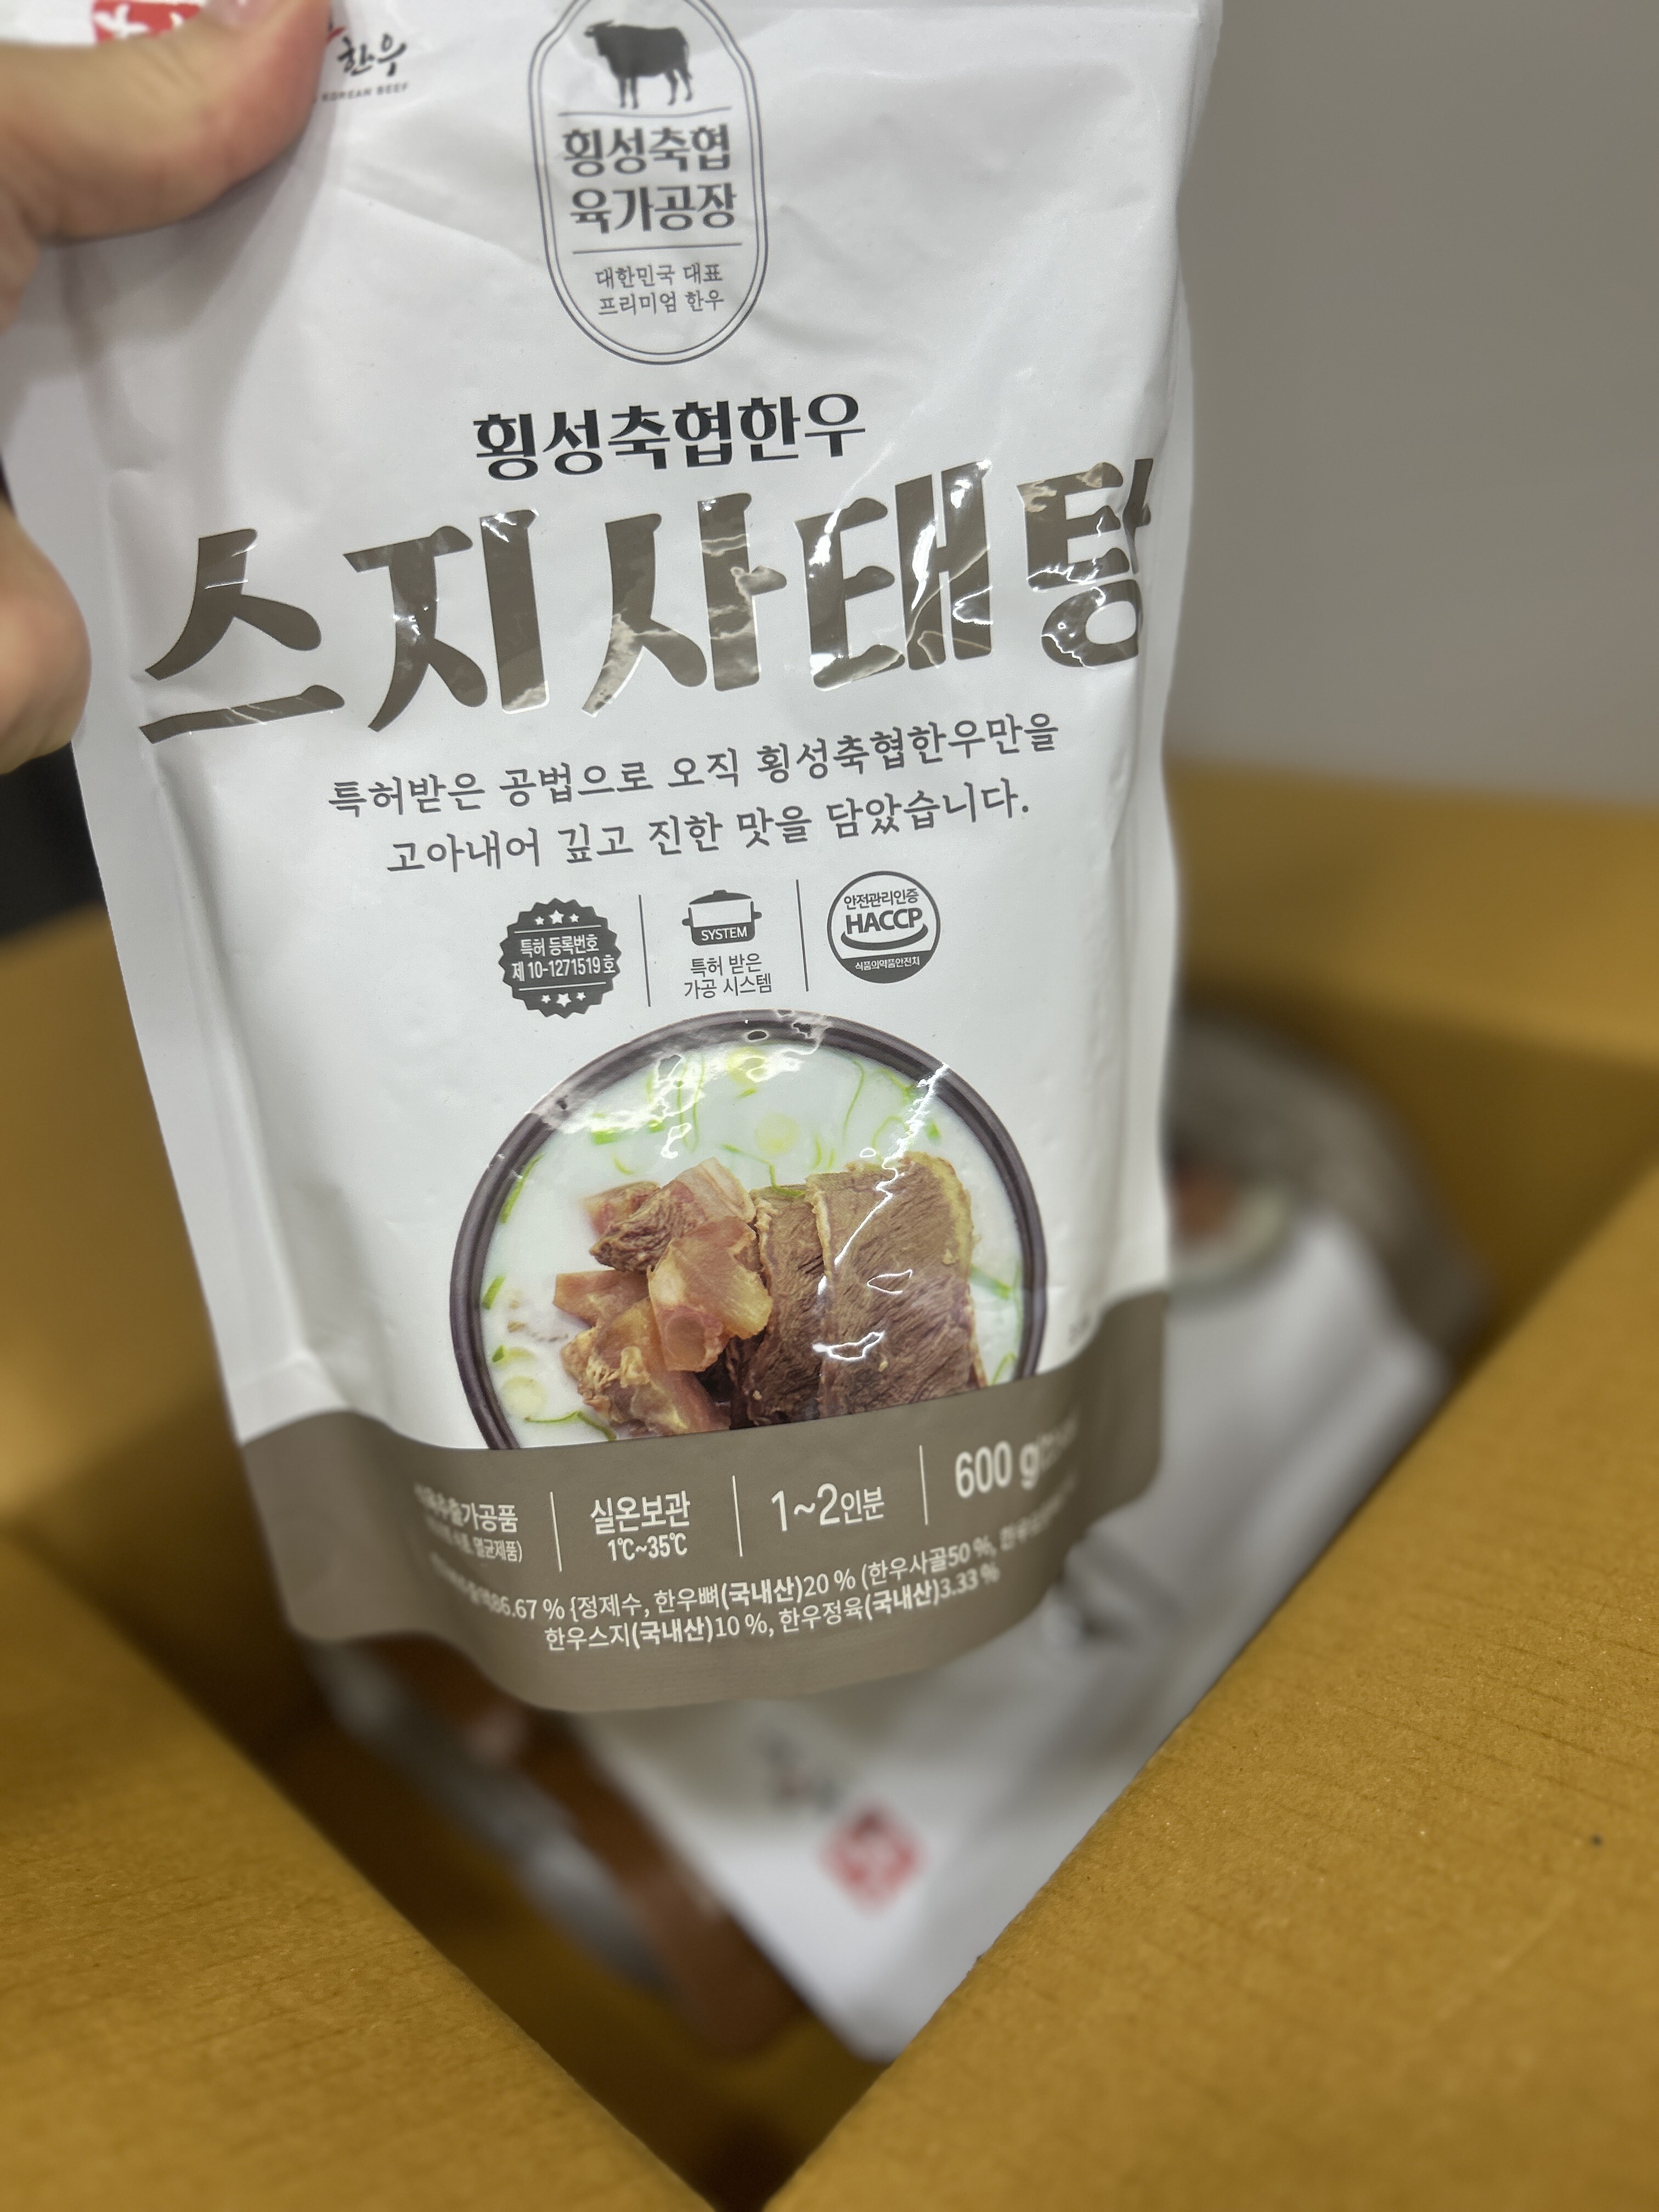 한우
KOREAN BEEF
횡성축협
육가공장
대한민국 대표
프리미엄 한우
횡성축협한우
스지사태탕
특허받은 공법으로 오직 횡성축협한우만을
고아내어 깊고 진한 맛을 담았습니다.
특허 등록번호
제 10-1271519 호
SYSTEM
특허 받은
가공 시스템
안전관리인증
HACCP
식품의약품안전처
실온보관
1℃~35℃
1~2인분
600 g
86.67 % {정제수, 한우뼈(국내산)20 % (한우사골50 %,
한우스지(국내산)10 %, 한우정육(국내산)3.33 %